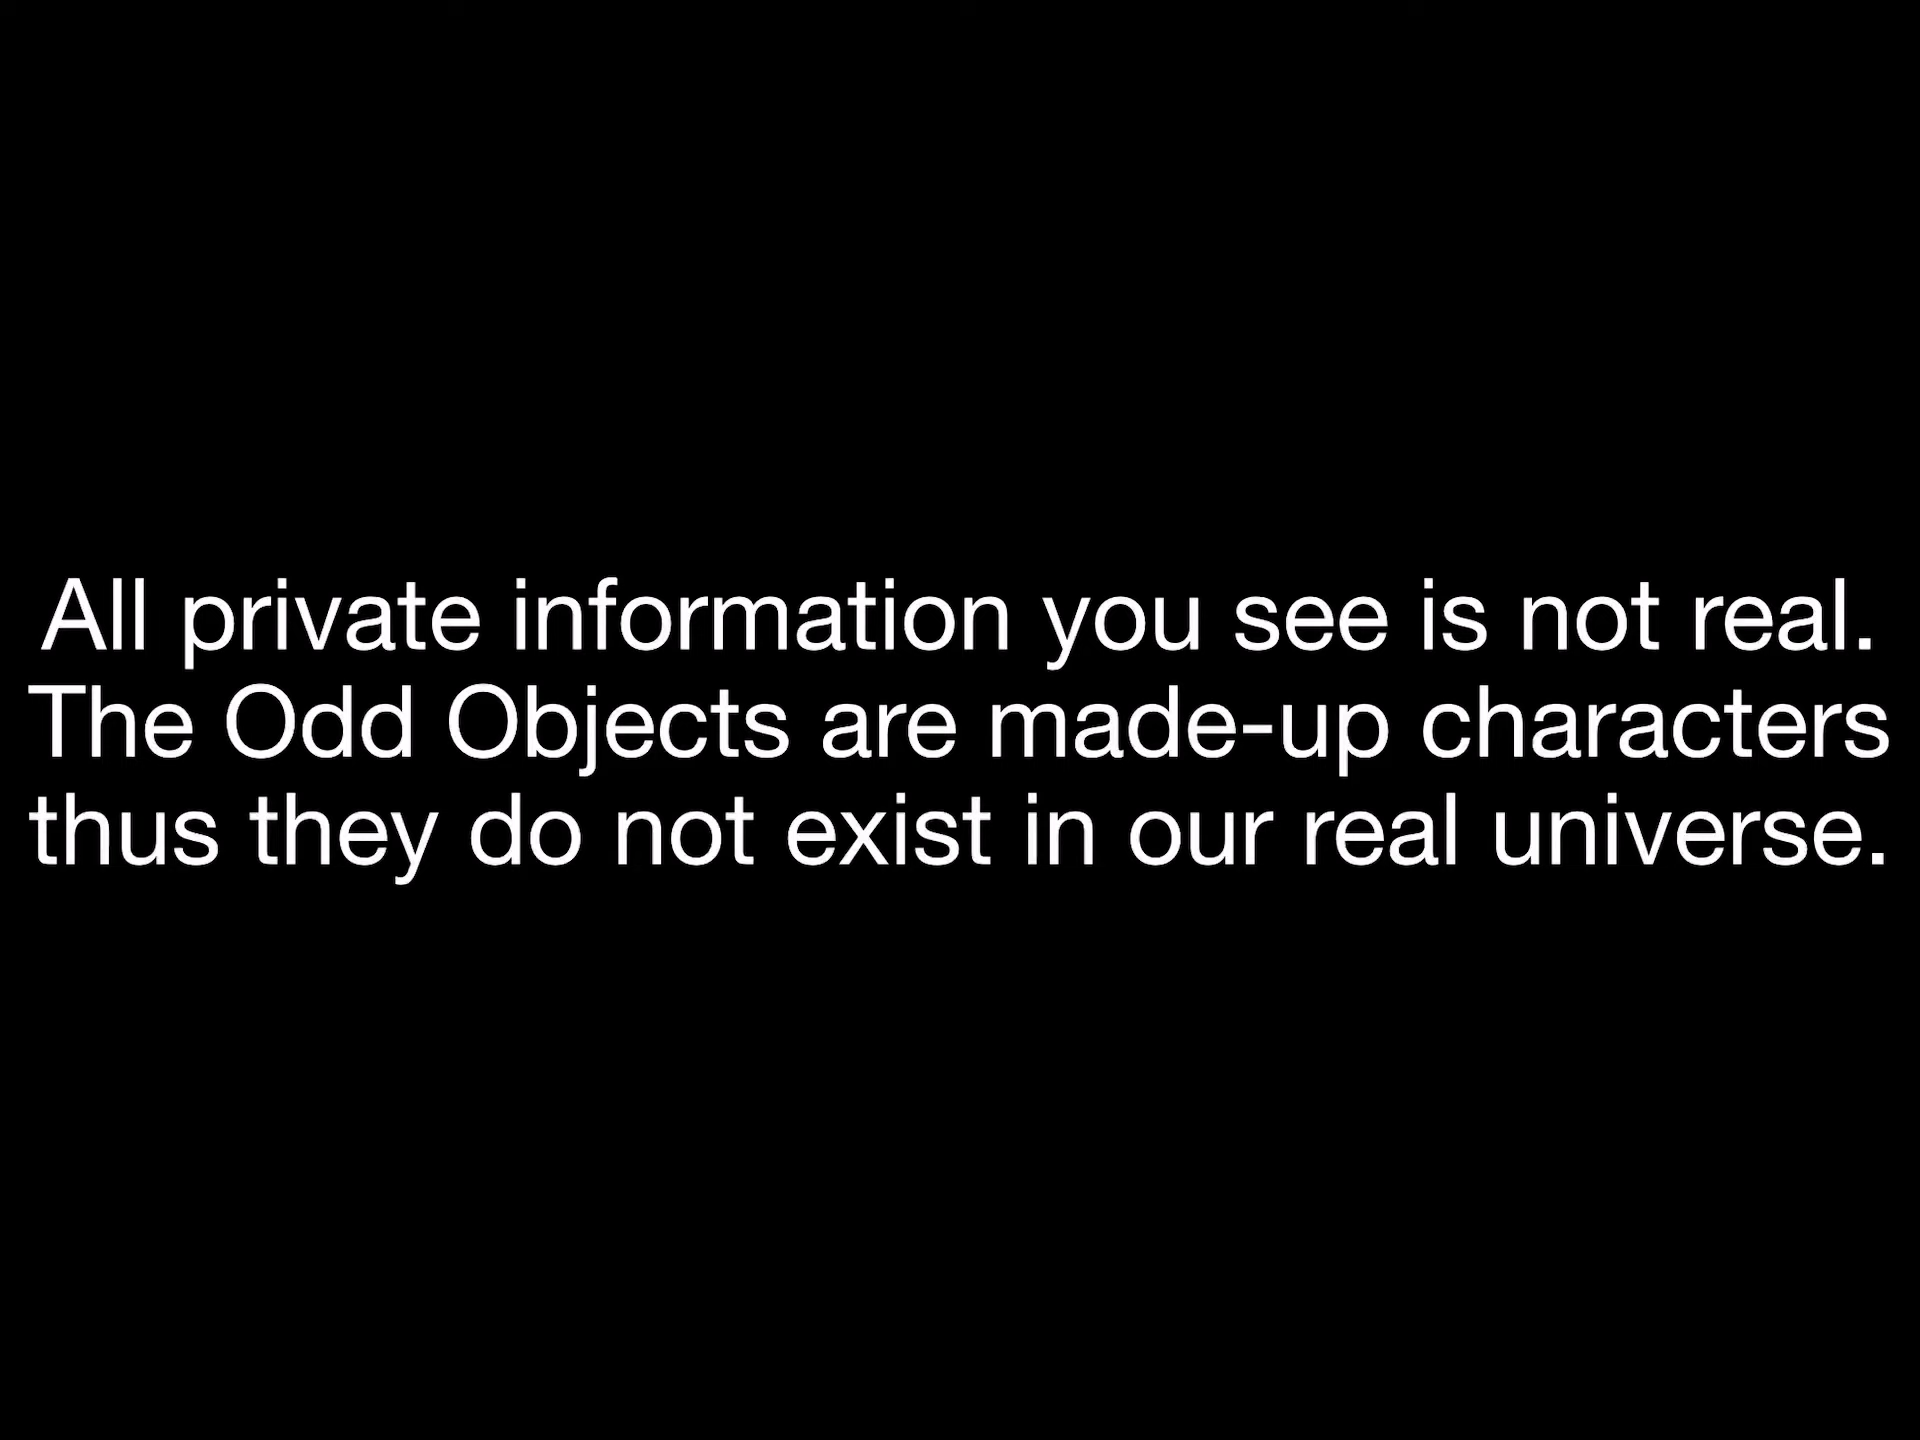 All private information you see is not real.
The Odd Objects are made-up characters
thus they do not exist in our real universe.